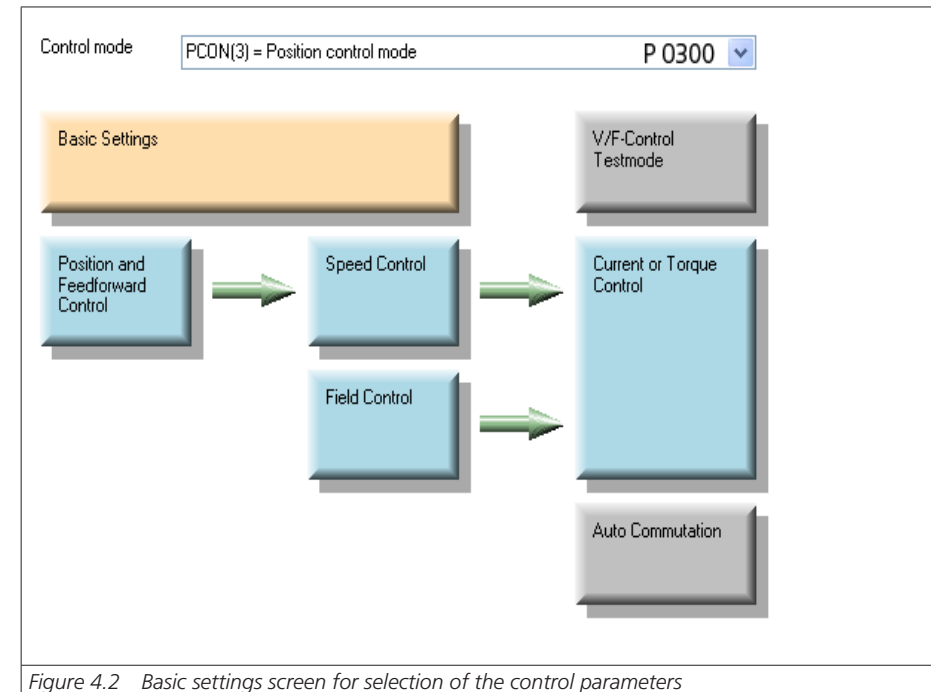 Control mode
PCON(3) = Position control mode P 0300
Basic Settings
V/F-Control
Testmode
Position and
Feedforward
Control
Speed Control
Current or Torque
Control
Field Control
Auto Commutation
Figure 4.2 Basic settings screen for selection of the control parameters